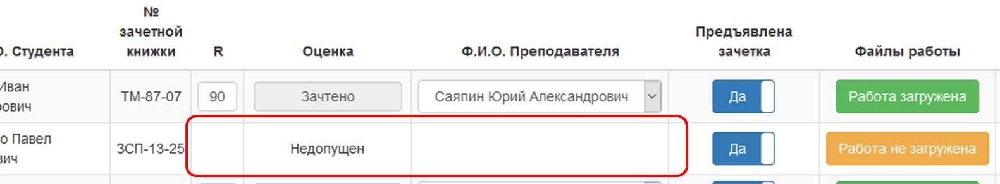 №
зачетной
книжки
О. Студента
R
Оценка
Ф.И.О. Преподавателя
Предъявлена
зачетка
Файлы работы
Иван
рович
ТМ-87-07
90
Зачтено
Саяпин Юрий Александрович
Да
Работа загружена
о Павел
вич
ЗСП-13-25
Недопущен
Да
Работа не загружена